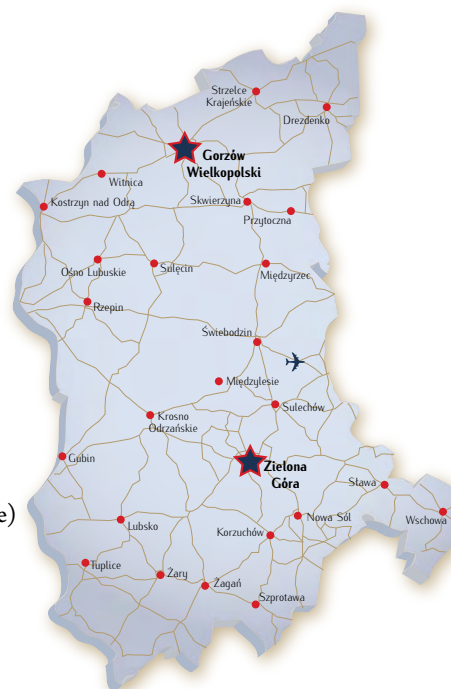 Strzelce
Krajeńskie
Drezdenko
Gorzów
Wielkopolski
Witnica
Kostrzyn nad Odrą
Skwierzyna
Przytoczna
Ośno Lubuskie
Sulęcin
Międzyrzec
Rzepin
Świebodzin
Międzylesie
Sulechów
Krosno
Odrzańskie
Gubin
Zielona
Góra
Sława
e)
Lubsko
Nowa Sól
Wschowa
Korzuchów
Tuplice
Żary
Żagań
Szprotawa